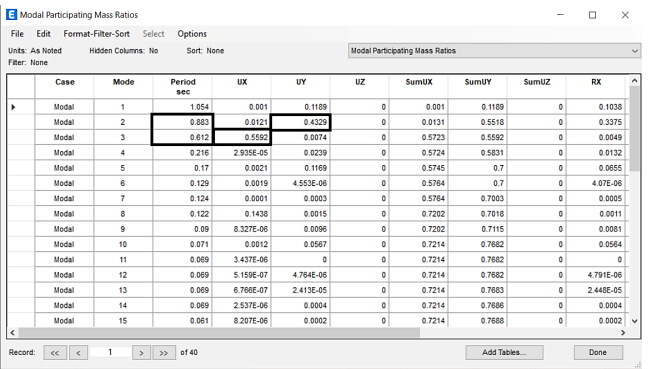 E Modal Participating Mass Ratios
File Edit Format-Filter-Sort Select Options
Units: As Noted Hidden Columns: No Sort: None Modal Participating Mass Ratios
Filter: None
Case Mode Period UX UY UZ SumUX SumUY SumUZ RX
sec
Modal 1 1.054 0.001 0.1189 0 0.001 0.1189 0 0.1038
Modal 2 0.883 0.0121 0.4329 0 0.0131 0.5518 0 0.3375
Modal 3 0.612 0.5592 0.0074 0 0.5723 0.5592 0 0.0049
Modal 4 0.216 2.935E-05 0.0239 0 0.5724 0.5831 0 0.0132
Modal 5 0.17 0.0021 0.1169 0 0.5745 0.7 0 0.0655
Modal 6 0.129 0.0019 4.553E-06 0 0.5764 0.7 0 4.07E-06
Modal 7 0.124 0.0001 0.0003 0 0.5764 0.7003 0 0.0005
Modal 8 0.122 0.1438 0.0015 0 0.7202 0.7018 0 0.0011
Modal 9 0.09 8.327E-06 0.0096 0 0.7202 0.7115 0 0.0081
Modal 10 0.071 0.0012 0.0567 0 0.7214 0.7682 0 0.0564
Modal 11 0.069 3.437E-06 0 0 0.7214 0.7682 0 0
Modal 12 0.069 5.159E-07 4.764E-06 0 0.7214 0.7682 0 4.791E-06
Modal 13 0.069 6.766E-07 2.413E-05 0 0.7214 0.7683 0 2.448E-05
Modal 14 0.069 2.537E-06 0.0004 0 0.7214 0.7686 0 0.0004
Modal 15 0.061 8.207E-06 0.0002 0 0.7214 0.7688 0 0.0002
Record: << < 1 > >> of 40 Add Tables... Done